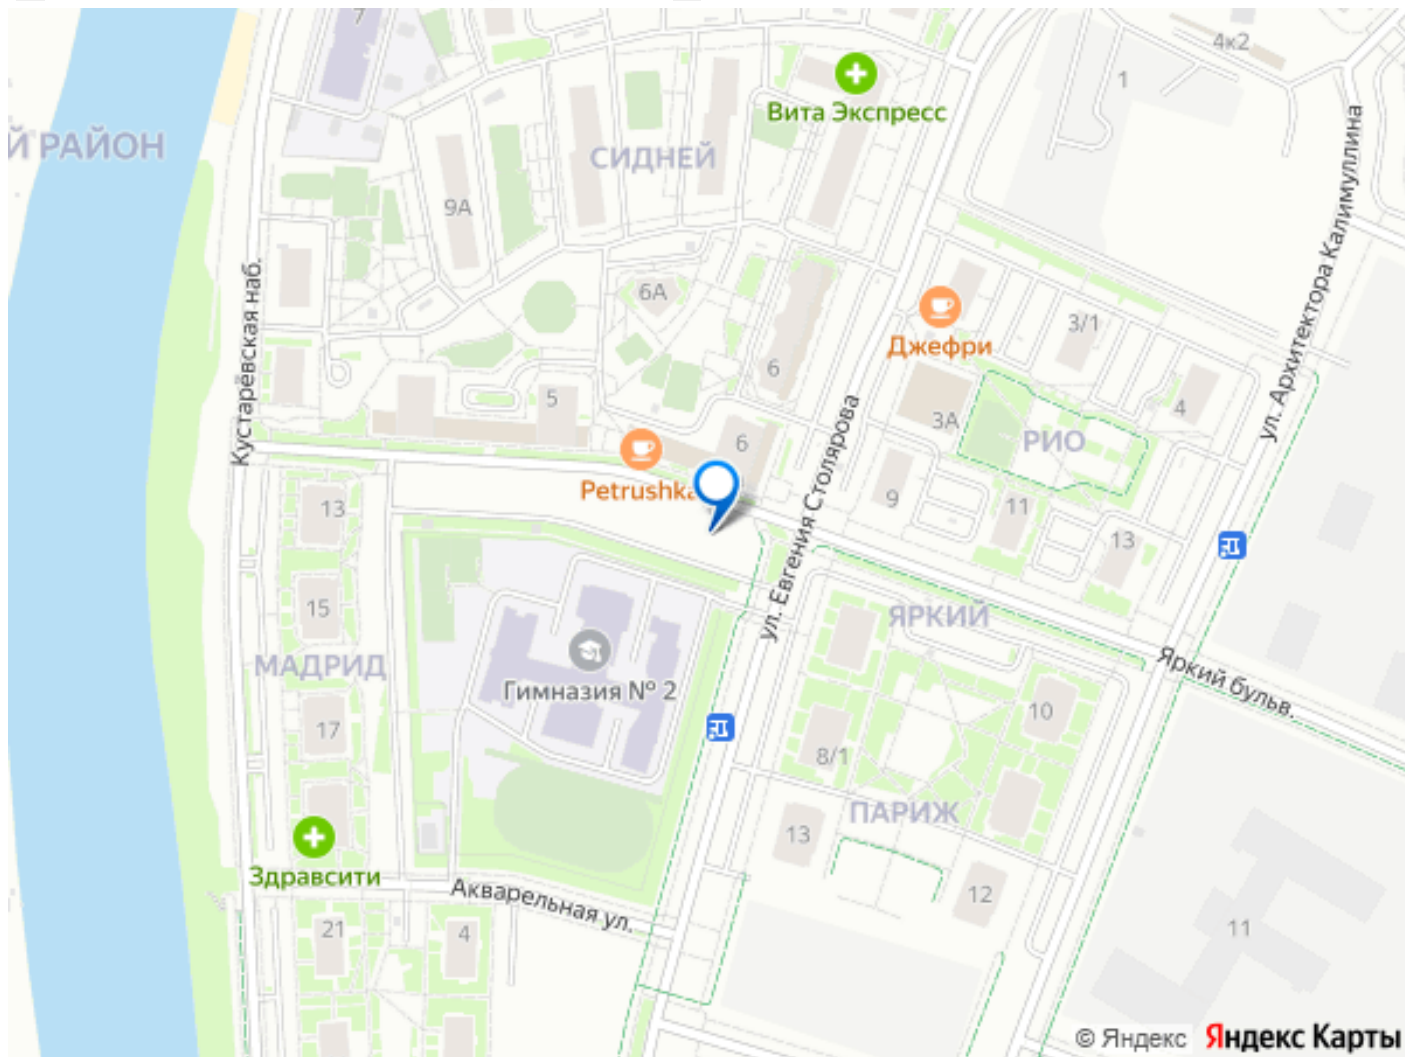 7
4к2
1
Вита Экспресс
Й РАЙОН
СИДНЕЙ
9А
ул. Архитектора Калимуллина
Кустарёвская наб.
6А
Джефри
3/1
6
5
4
3А
РИО
6
Petrushka
ул. Евгения Столярова
9
11
13
13
15
ЯРКИЙ
МАДРИД
Гимназия № 2
Яркий бульв.
17
10
8/1
ПАРИЖ
13
Здравсити
Акварельная ул.
12
21
4
11
© Яндекс Яндекс Карты